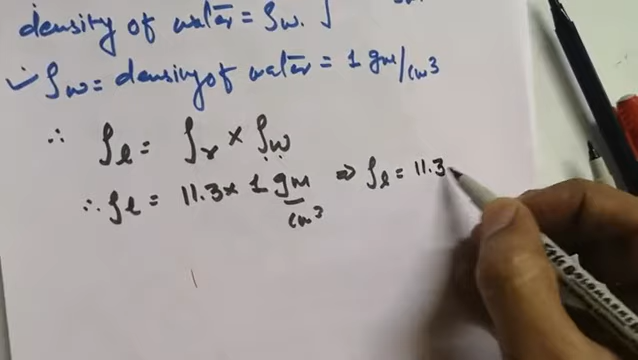 density of water = ρw.
✓ ρw = density of water = 1 gm/cm³
∴ ρl = ρr × ρw
∴ ρl = 11.3 × 1 gm/cm³ ⇒ ρl = 11.3